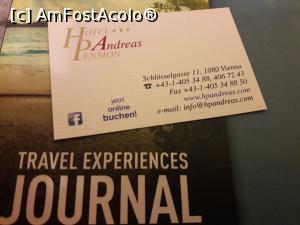 (c) AmFostAcolo®
HOTEL ***
Andreas
PENSION
Schlösselgasse 11, 1080 Vienna
☎ +43-1-405 34 88, 406 72 43
Fax +43-1-405 34 88 50
www.hpandreas.com
e-mail: office@hpandreas.com
jetzt
online
buchen!
f
TRAVEL EXPERIENCES
JOURNAL